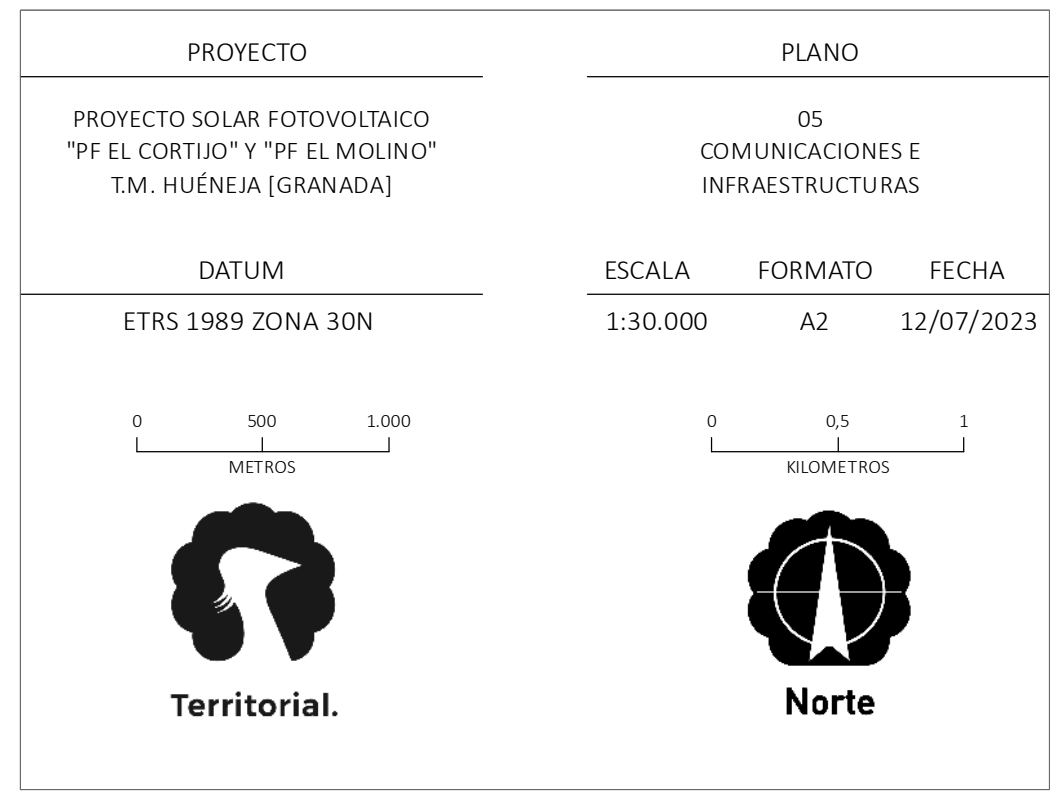 PROYECTO
PROYECTO SOLAR FOTOVOLTAICO
"PF EL CORTIJO" Y "PF EL MOLINO"
T.M. HUÉNEJA [GRANADA]
PLANO
05
COMUNICACIONES E
INFRAESTRUCTURAS
DATUM
ETRS 1989 ZONA 30N
ESCALA FORMATO FECHA
1:30.000 A2 12/07/2023
0 500 1.000
METROS
0 0,5 1
KILOMETROS
Territorial.
Norte